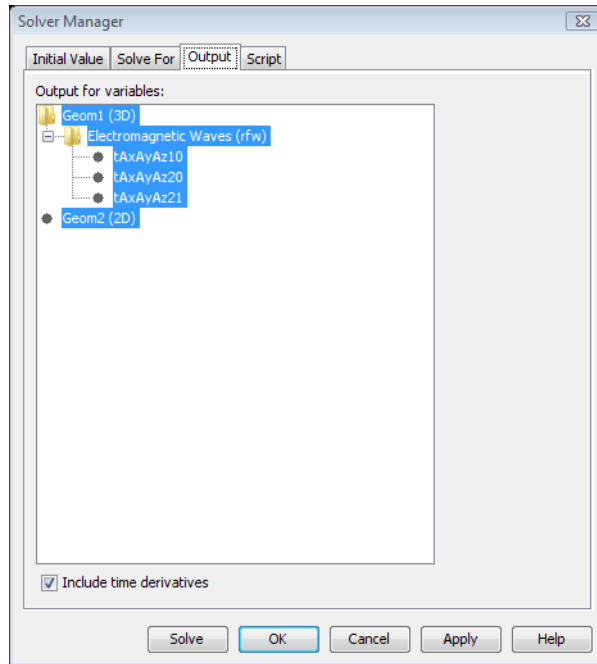 Solver Manager
Initial Value Solve For Output Script
Output for variables:
Geom1 (3D)
Electromagnetic Waves (rfw)
tAxAyAz10
tAxAyAz20
tAxAyAz21
Geom2 (2D)
Include time derivatives
Solve OK Cancel Apply Help